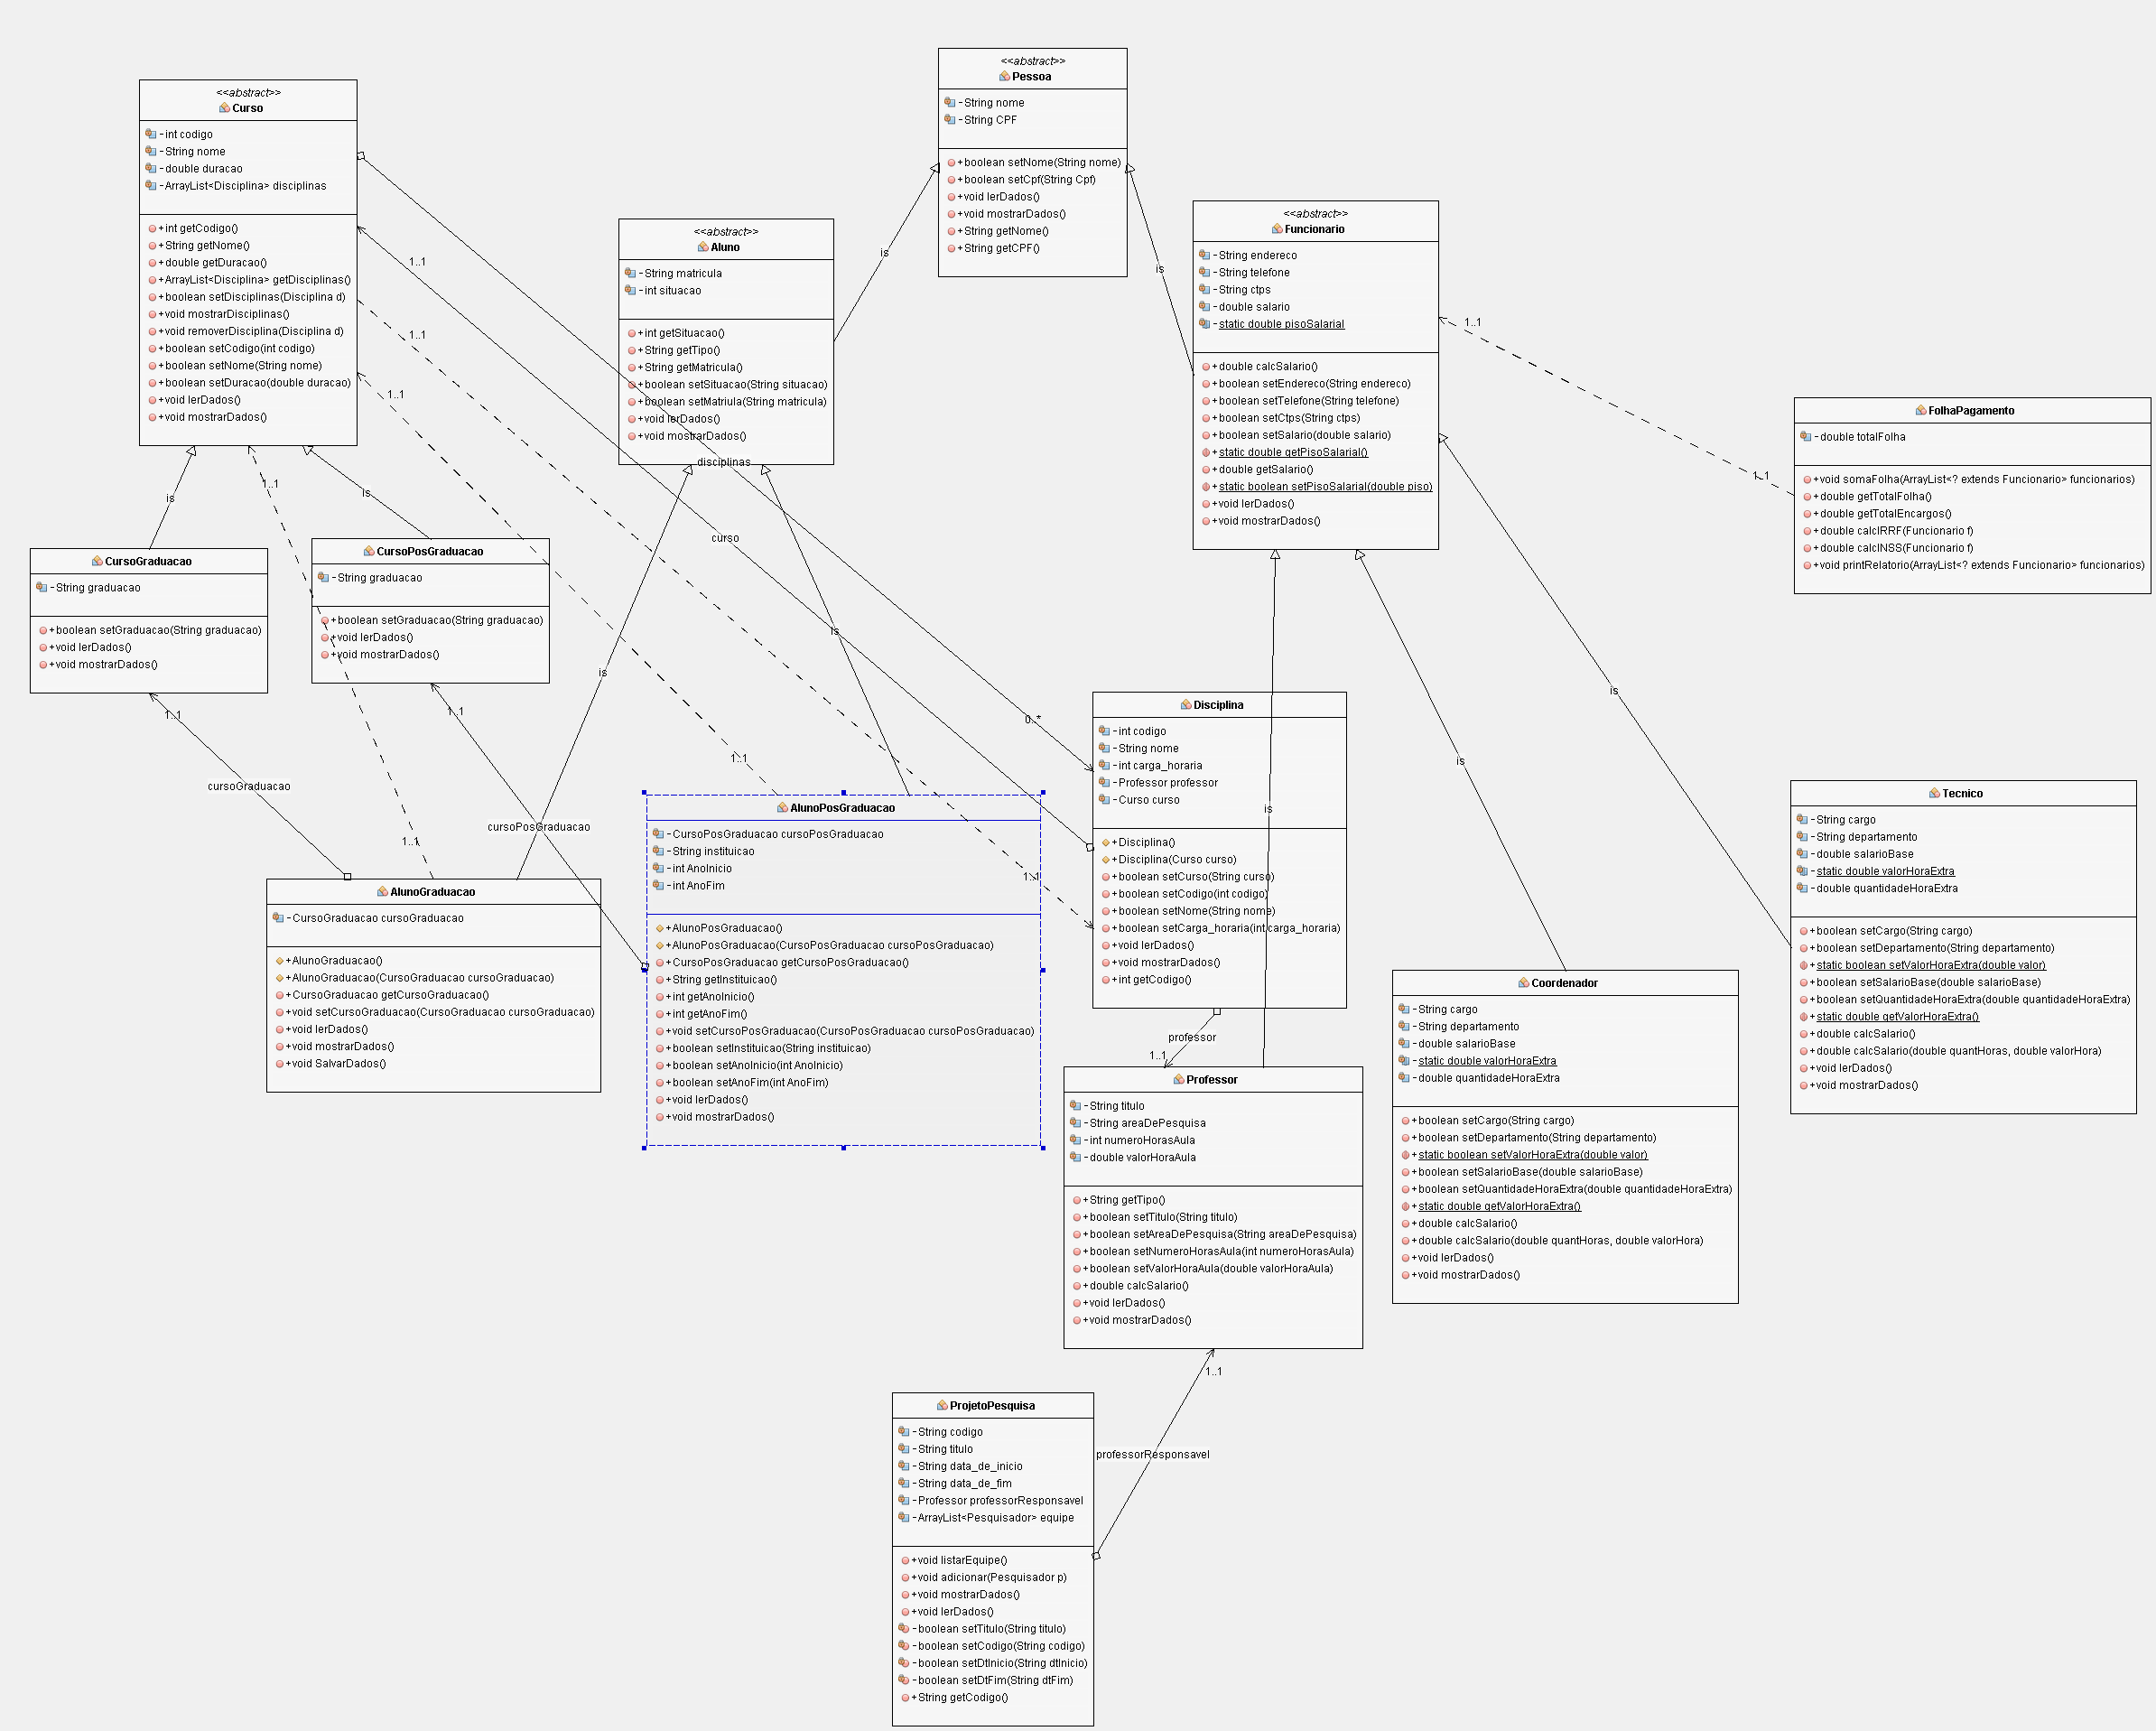 <<abstract>>
Pessoa
-String nome
-String CPF
+boolean setNome(String nome)
+boolean setCpf(String Cpf)
+void lerDados()
+void mostrarDados()
+String getNome()
+String getCPF()
<<abstract>>
Curso
-int codigo
-String nome
-double duracao
-ArrayList<Disciplina> disciplinas
+int getCodigo()
+String getNome()
+double getDuracao()
+ArrayList<Disciplina> getDisciplinas()
+boolean setDisciplinas(Disciplina d)
+void mostrarDisciplinas()
+void removerDisciplina(Disciplina d)
+boolean setCodigo(int codigo)
+boolean setNome(String nome)
+boolean setDuracao(double duracao)
+void lerDados()
+void mostrarDados()
<<abstract>>
Aluno
-String matricula
-int situacao
+int getSituacao()
+String getTipo()
+String getMatricula()
+boolean setSituacao(String situacao)
+boolean setMatriula(String matricula)
+void lerDados()
+void mostrarDados()
<<abstract>>
Funcionario
-String endereco
-String telefone
-String ctps
-double salario
-static double pisoSalarial
+double calcSalario()
+boolean setEndereco(String endereco)
+boolean setTelefone(String telefone)
+boolean setCtps(String ctps)
+boolean setSalario(double salario)
+static double getPisoSalarial()
+double getSalario()
+static boolean setPisoSalarial(double piso)
+void lerDados()
+void mostrarDados()
FolhaPagamento
-double totalFolha
+void somaFolha(ArrayList<? extends Funcionario> funcionarios)
+double getTotalFolha()
+double getTotalEncargos()
+double calcIRRF(Funcionario f)
+double calcINSS(Funcionario f)
+void printRelatorio(ArrayList<? extends Funcionario> funcionarios)
is
is
1..1
1..1
1..1
1..1
1..1
disciplinas
1..1
is
is
curso
is
is
is
is
is
0..*
1..1
1..1
1..1
1..1
1..1
cursoGraduacao
cursoPosGraduacao
CursoGraduacao
-String graduacao
+boolean setGraduacao(String graduacao)
+void lerDados()
+void mostrarDados()
CursoPosGraduacao
-String graduacao
+boolean setGraduacao(String graduacao)
+void lerDados()
+void mostrarDados()
Disciplina
-int codigo
-String nome
-int carga_horaria
-Professor professor
-Curso curso
+Disciplina()
+Disciplina(Curso curso)
+boolean setCurso(String curso)
+boolean setCodigo(int codigo)
+boolean setNome(String nome)
+boolean setCarga_horaria(int carga_horaria)
+void lerDados()
+void mostrarDados()
+int getCodigo()
Tecnico
-String cargo
-String departamento
-double salarioBase
-static double valorHoraExtra
-double quantidadeHoraExtra
+boolean setCargo(String cargo)
+boolean setDepartamento(String departamento)
+static boolean setValorHoraExtra(double valor)
+boolean setSalarioBase(double salarioBase)
+boolean setQuantidadeHoraExtra(double quantidadeHoraExtra)
+static double getValorHoraExtra()
+double calcSalario()
+double calcSalario(double quantHoras, double valorHora)
+void lerDados()
+void mostrarDados()
AlunoPosGraduacao
-CursoPosGraduacao cursoPosGraduacao
-String instituicao
-int AnoInicio
-int AnoFim
+AlunoPosGraduacao()
+AlunoPosGraduacao(CursoPosGraduacao cursoPosGraduacao)
+CursoPosGraduacao getCursoPosGraduacao()
+String getInstituicao()
+int getAnoInicio()
+int getAnoFim()
+void setCursoPosGraduacao(CursoPosGraduacao cursoPosGraduacao)
+boolean setInstituicao(String instituicao)
+boolean setAnoInicio(int AnoInicio)
+boolean setAnoFim(int AnoFim)
+void lerDados()
+void mostrarDados()
AlunoGraduacao
-CursoGraduacao cursoGraduacao
+AlunoGraduacao()
+AlunoGraduacao(CursoGraduacao cursoGraduacao)
+CursoGraduacao getCursoGraduacao()
+void setCursoGraduacao(CursoGraduacao cursoGraduacao)
+void lerDados()
+void mostrarDados()
+void SalvarDados()
Coordenador
-String cargo
-String departamento
-double salarioBase
-static double valorHoraExtra
-double quantidadeHoraExtra
+boolean setCargo(String cargo)
+boolean setDepartamento(String departamento)
+static boolean setValorHoraExtra(double valor)
+boolean setSalarioBase(double salarioBase)
+boolean setQuantidadeHoraExtra(double quantidadeHoraExtra)
+static double getValorHoraExtra()
+double calcSalario()
+double calcSalario(double quantHoras, double valorHora)
+void lerDados()
+void mostrarDados()
professor
1..1
Professor
-String titulo
-String areaDePesquisa
-int numeroHorasAula
-double valorHoraAula
+String getTipo()
+boolean setTitulo(String titulo)
+boolean setAreaDePesquisa(String areaDePesquisa)
+boolean setNumeroHorasAula(int numeroHorasAula)
+boolean setValorHoraAula(double valorHoraAula)
+double calcSalario()
+void lerDados()
+void mostrarDados()
1..1
professorResponsavel
ProjetoPesquisa
-String codigo
-String titulo
-String data_de_inicio
-String data_de_fim
-Professor professorResponsavel
-ArrayList<Pesquisador> equipe
+void listarEquipe()
+void adicionar(Pesquisador p)
+void mostrarDados()
+void lerDados()
-boolean setTitulo(String titulo)
-boolean setCodigo(String codigo)
-boolean setDtInicio(String dtInicio)
-boolean setDtFim(String dtFim)
+String getCodigo()